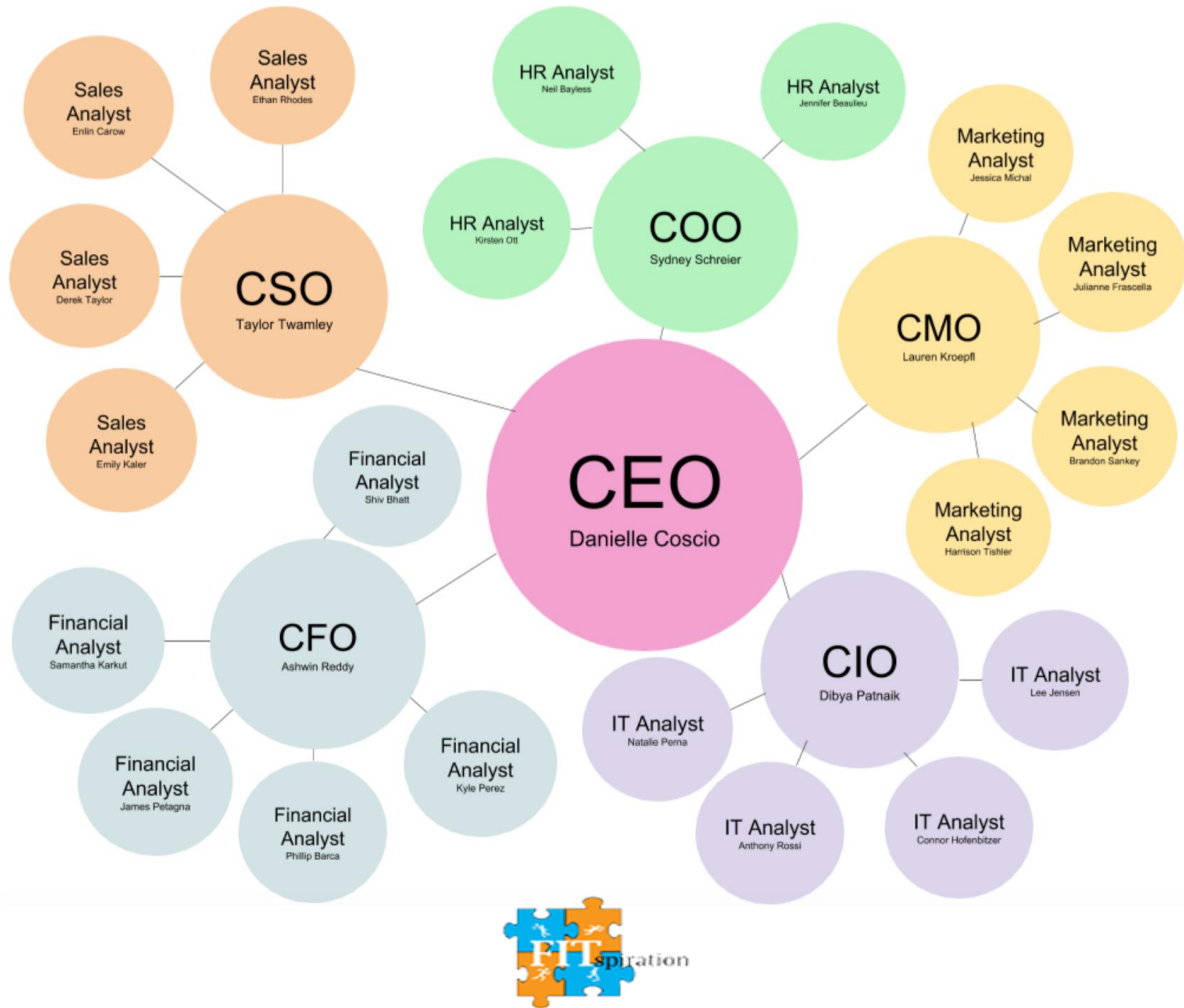 Sales
Analyst
Enlin Carow
Sales
Analyst
Ethan Rhodes
Sales
Analyst
Derek Taylor
Sales
Analyst
Emily Kaler
CSO
Taylor Twamley
HR Analyst
Neil Bayless
HR Analyst
Jennifer Beaulieu
HR Analyst
Kirsten Ott
COO
Sydney Schreier
Marketing
Analyst
Jessica Michal
Marketing
Analyst
Julianne Frascella
Marketing
Analyst
Brandon Sankey
Marketing
Analyst
Harrison Tishler
CMO
Lauren Kroepfl
CEO
Danielle Coscio
Financial
Analyst
Shiv Bhatt
Financial
Analyst
Samantha Karkut
Financial
Analyst
James Petagna
Financial
Analyst
Phillip Barca
Financial
Analyst
Kyle Perez
CFO
Ashwin Reddy
CIO
Dibya Patnaik
IT Analyst
Natalie Perna
IT Analyst
Anthony Rossi
IT Analyst
Connor Hofenbitzer
IT Analyst
Lee Jensen
FITspiration